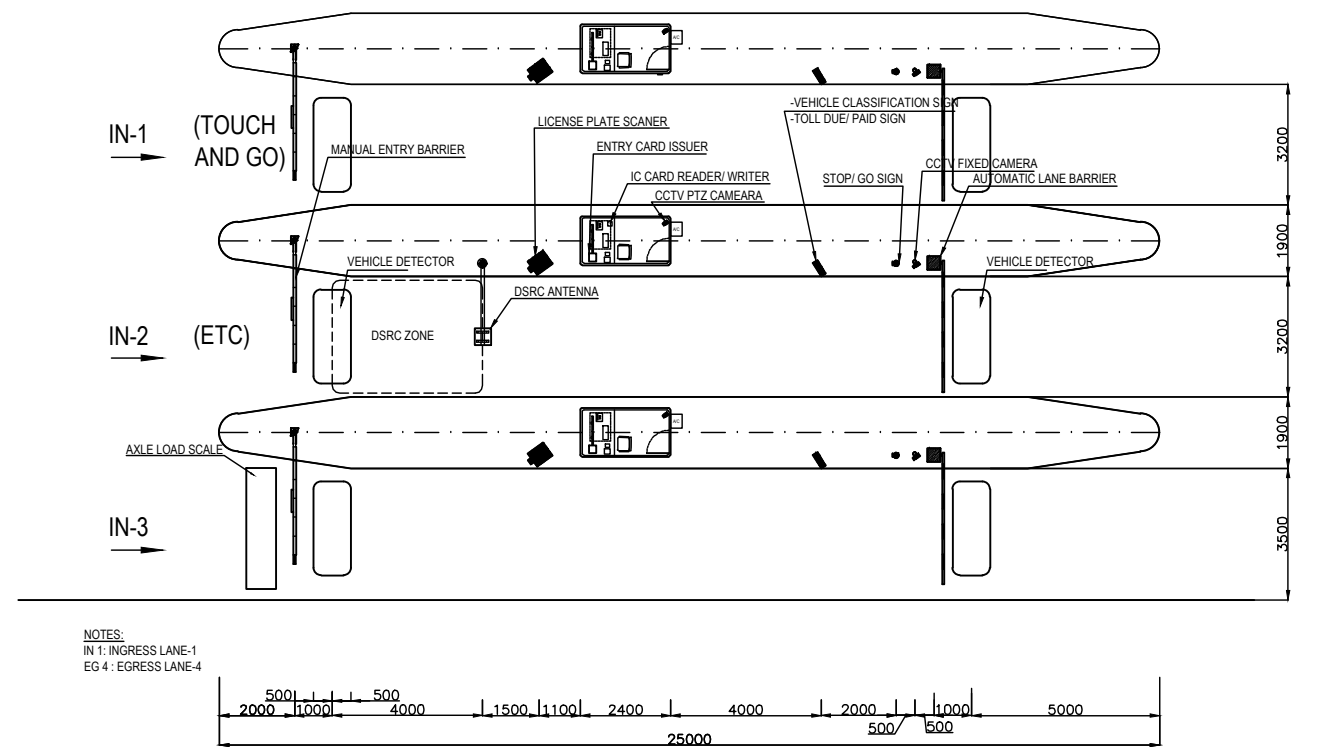 A/C
-VEHICLE CLASSIFICATION SIGN
-TOLL DUE/ PAID SIGN
LICENSE PLATE SCANER
IN-1
(TOUCH
AND GO)
MANUAL ENTRY BARRIER
ENTRY CARD ISSUER
CCTV FIXED CAMERA
IC CARD READER/ WRITER
STOP/ GO SIGN
AUTOMATIC LANE BARRIER
CCTV PTZ CAMEARA
3200
A/C
1900
VEHICLE DETECTOR
VEHICLE DETECTOR
DSRC ANTENNA
IN-2
(ETC)
DSRC ZONE
3200
A/C
1900
AXLE LOAD SCALE
IN-3
3500
NOTES:
IN 1: INGRESS LANE-1
EG 4 : EGRESS LANE-4
500
500
2000
1000
4000
1500
1100
2400
4000
2000
1000
5000
500
500
25000